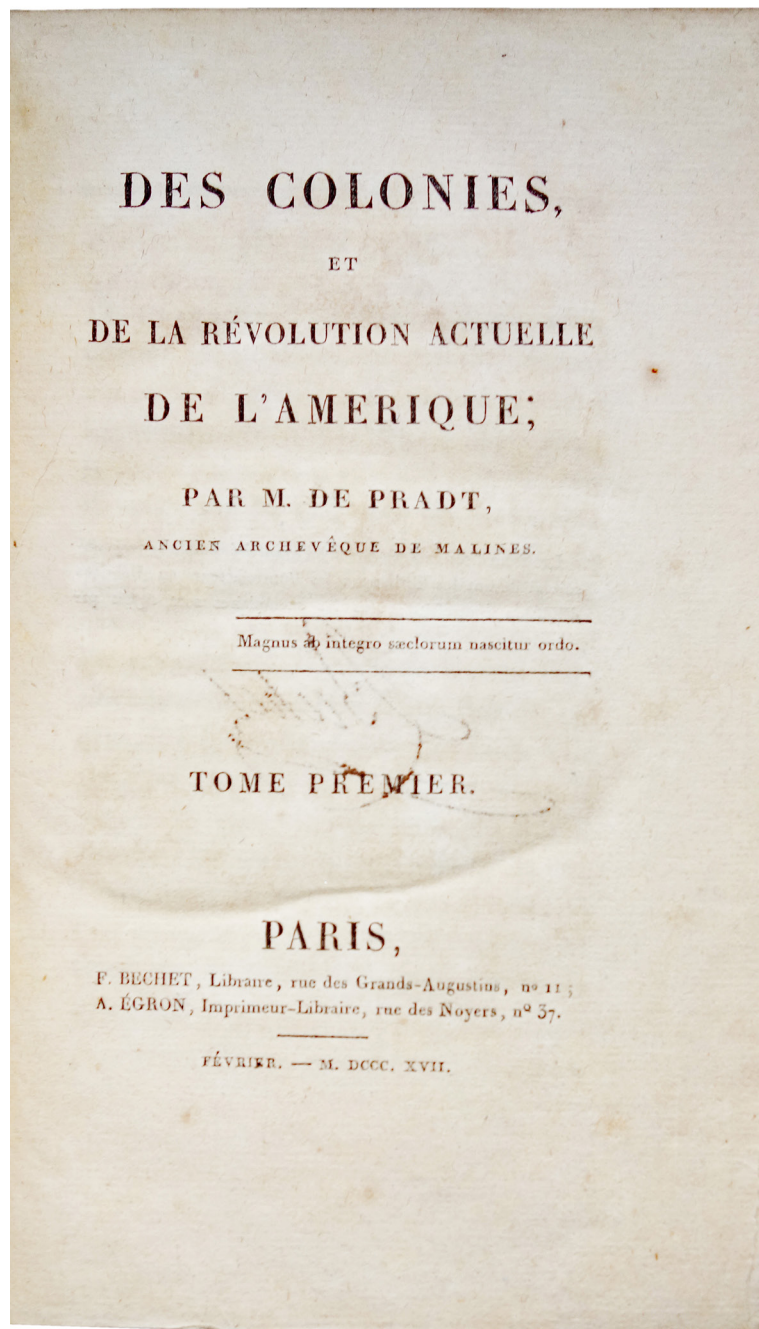 DES COLONIES,
ET
DE LA RÉVOLUTION ACTUELLE
DE L'AMERIQUE;
PAR M. DE PRADT,
ANCIEN ARCHEVÊQUE DE MALINES.
Magnus ab integro sæclorum nascitur ordo.
TOME PREMIER.
PARIS,
F. BECHET, Libraire, rue des Grands-Augustins, nº 11;
A. ÉGRON, Imprimeur-Libraire, rue des Noyers, nº 37.
FÉVRIER. — M. DCCC. XVII.